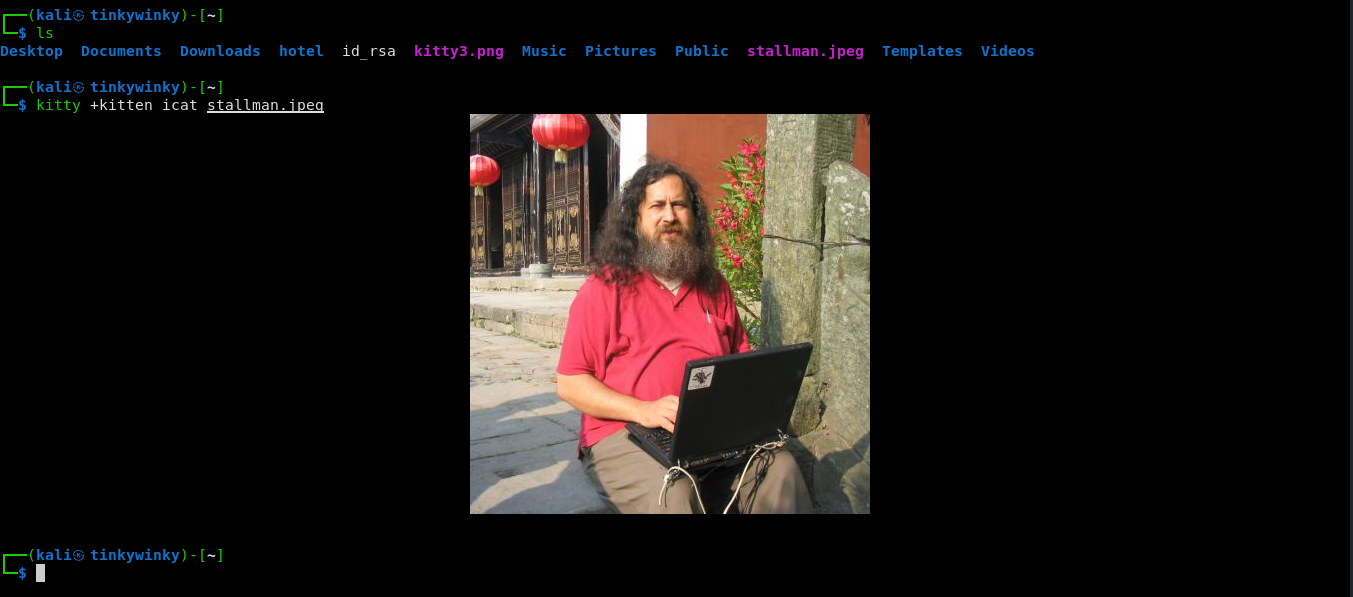 ┌──(kali㉿tinkywinky)-[~]
└─$ ls
Desktop  Documents  Downloads  hotel  id_rsa  kitty3.png  Music  Pictures  Public  stallman.jpeg  Templates  Videos
┌──(kali㉿tinkywinky)-[~]
└─$ kitty +kitten icat stallman.jpeg
┌──(kali㉿tinkywinky)-[~]
└─$